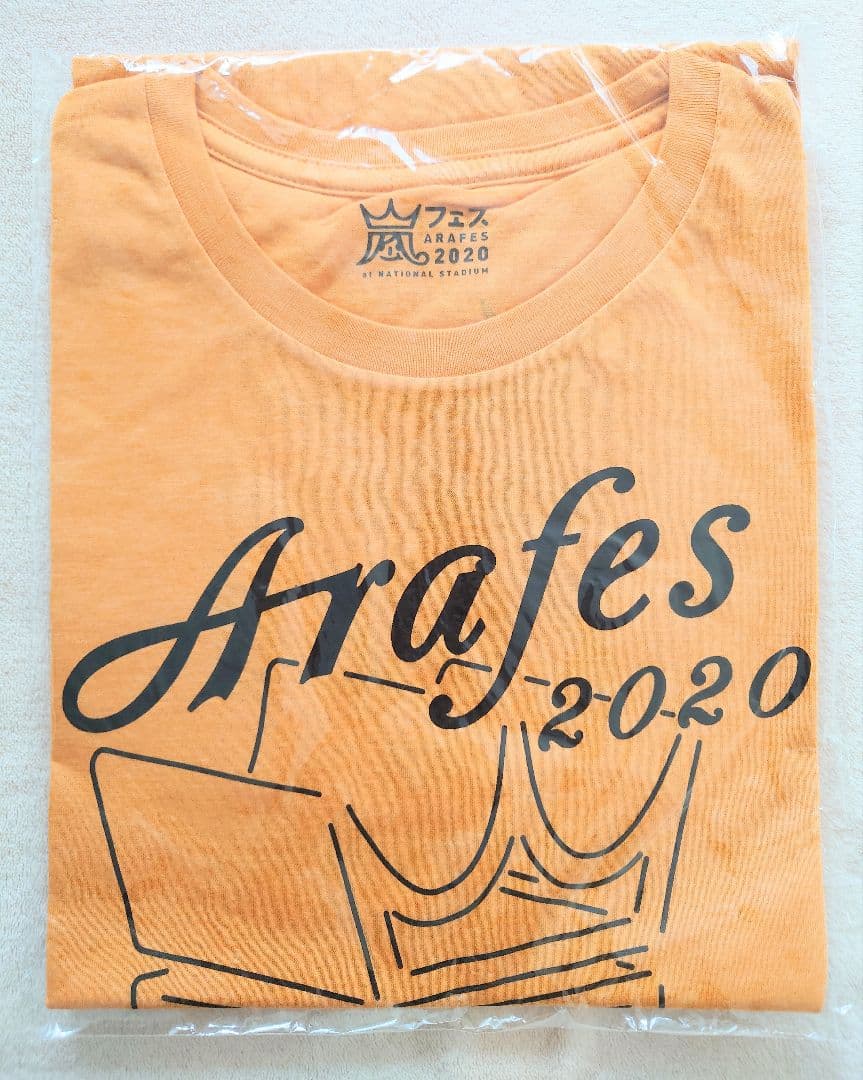 嵐フェス
ARAFES
2020
at NATIONAL STADIUM
Arafes
2020